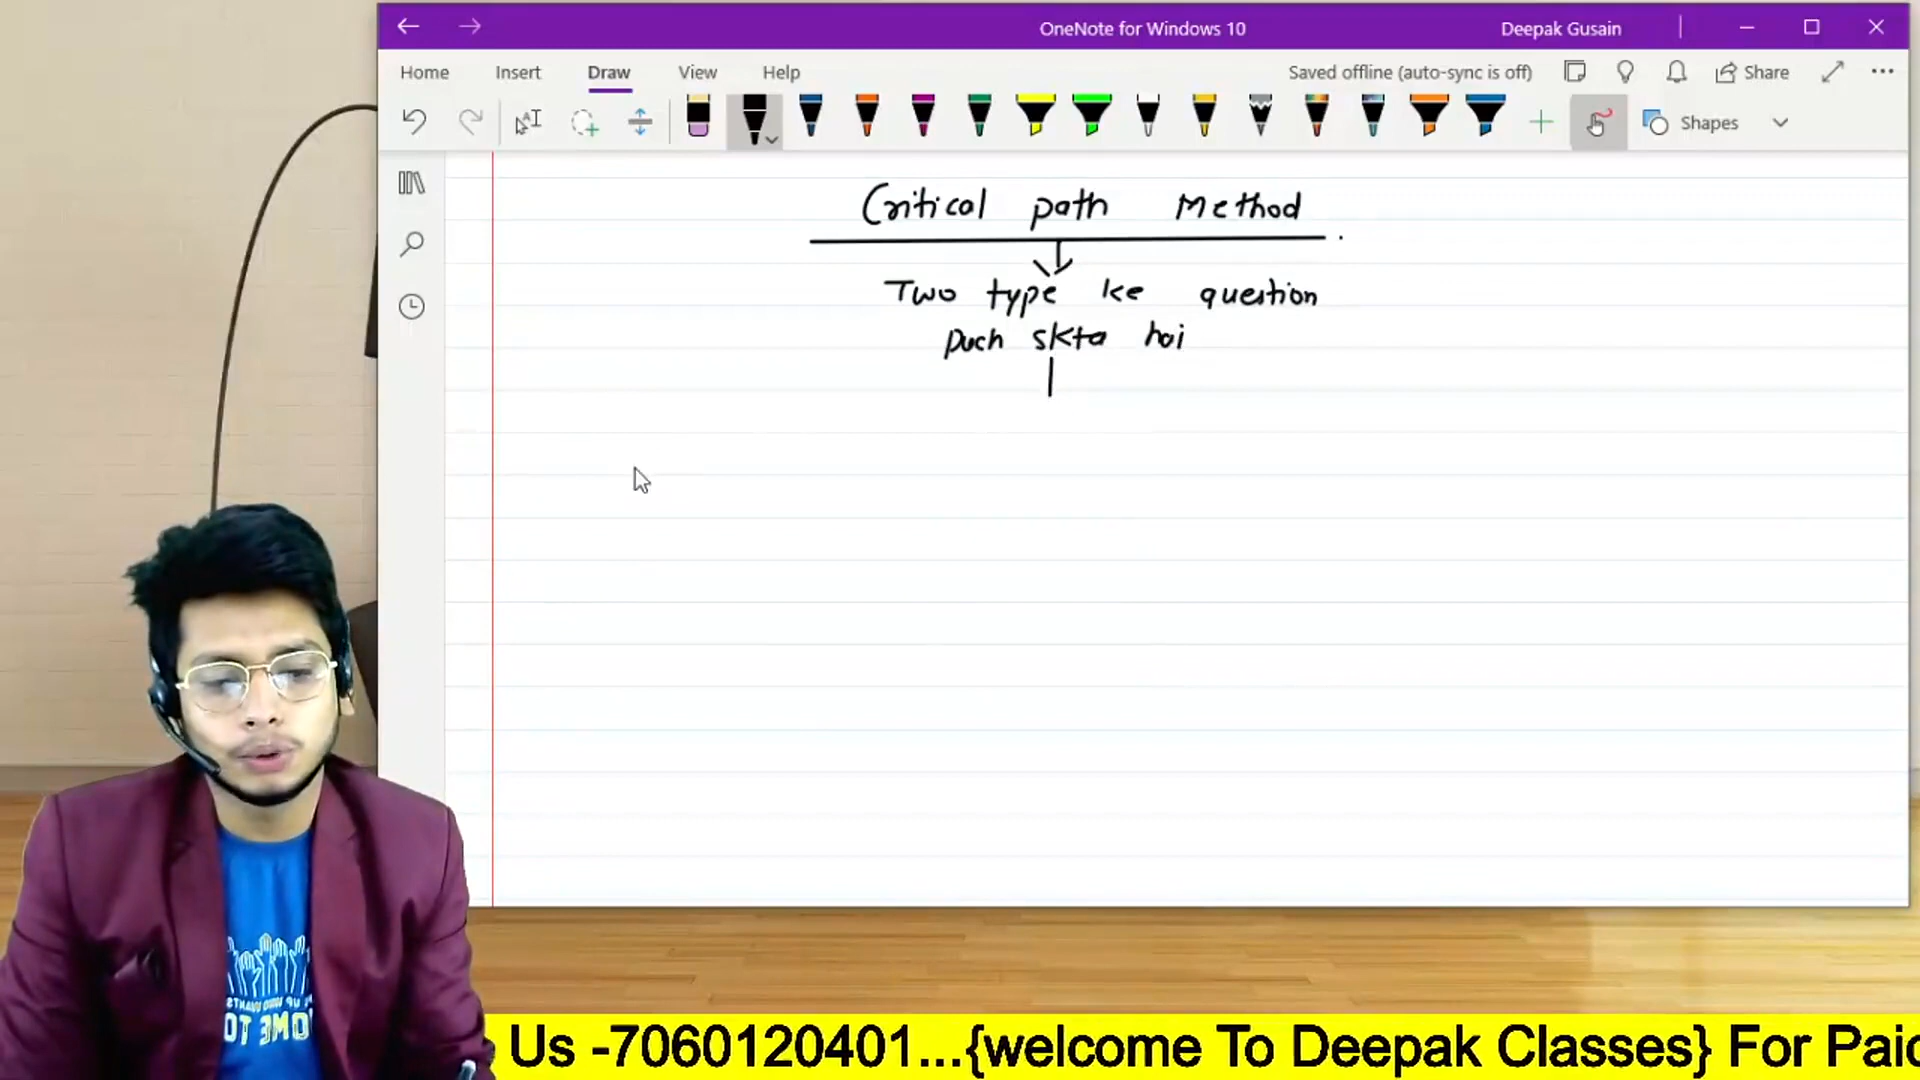 OneNote for Windows 10 Deepak Gusain
Home Insert Draw View Help Saved offline (auto-sync is off) Share
Shapes
Critical path Method
Two type ke question
puch skta hai
Us -7060120401...{welcome To Deepak Classes} For Paid